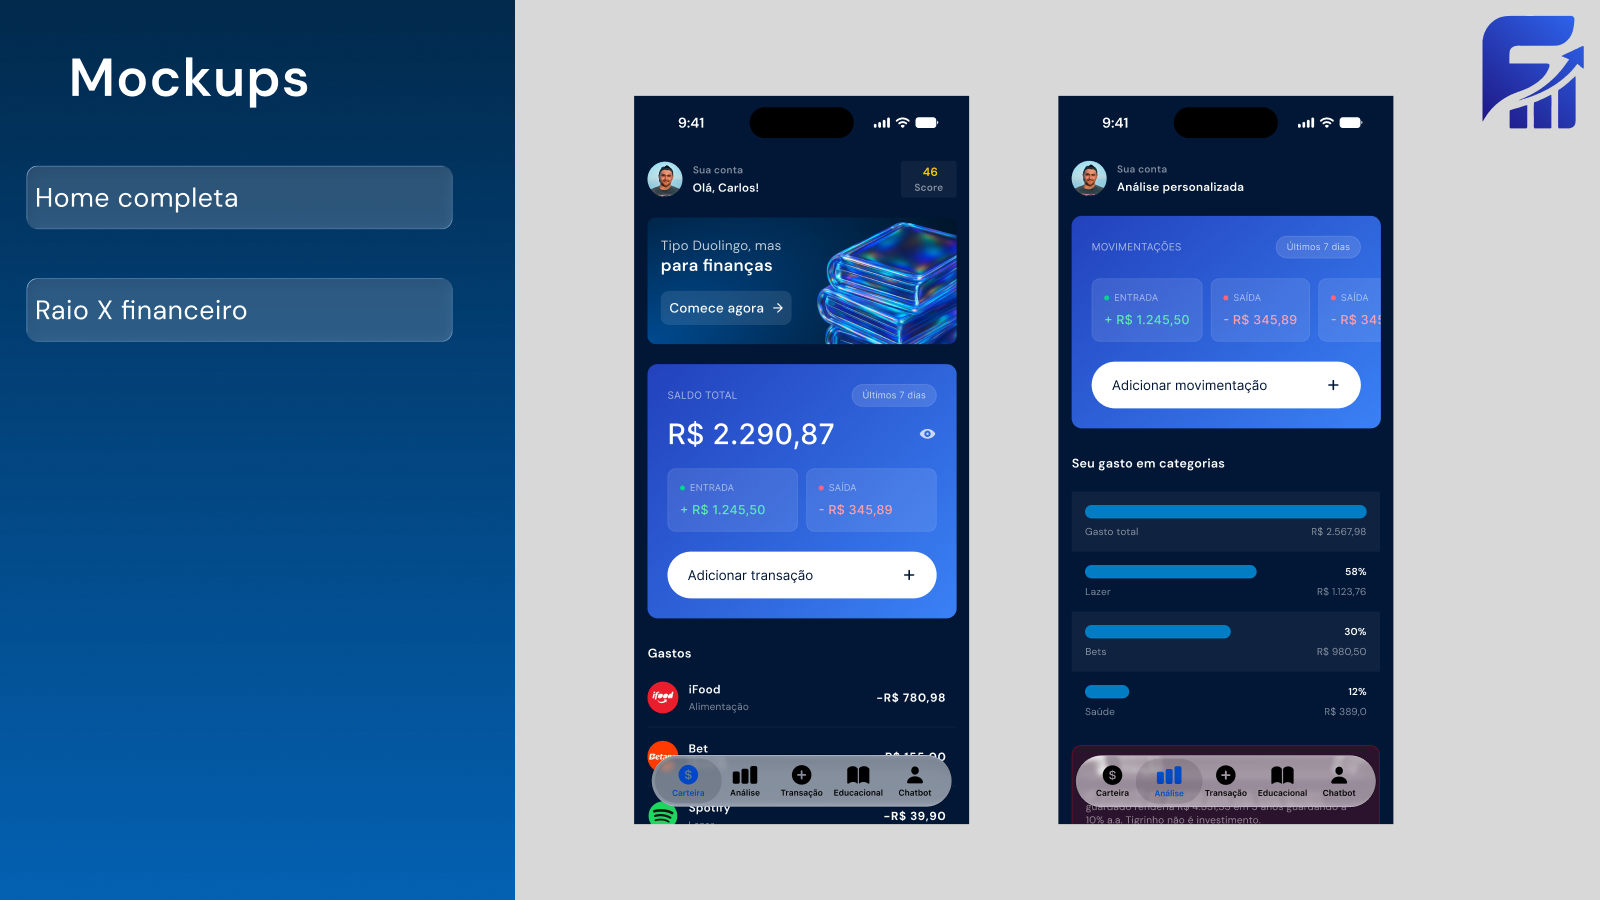 Mockups
Home completa
Raio X financeiro
9:41
Sua conta
Olá, Carlos!
46
Score
Tipo Duolingo, mas
para finanças
Comece agora →
SALDO TOTAL
Últimos 7 dias
R$ 2.290,87
ENTRADA
+ R$ 1.245,50
SAÍDA
- R$ 345,89
Adicionar transação +
Gastos
iFood
ifood
Alimentação
-R$ 780,98
Bet
Spotify
-R$ 39,90
$
Carteira
Análise
Transação
Educacional
Chatbot
9:41
Sua conta
Análise personalizada
MOVIMENTAÇÕES
Últimos 7 dias
ENTRADA
+ R$ 1.245,50
SAÍDA
- R$ 345,89
SAÍDA
- R$ 345
Adicionar movimentação +
Seu gasto em categorias
Gasto total
R$ 2.567,98
58%
Lazer
R$ 1.123,76
30%
Bets
R$ 980,50
12%
Saúde
R$ 389,0
$
Carteira
Análise
Transação
Educacional
Chatbot
10% a.a. Tigrinho não é investimento.